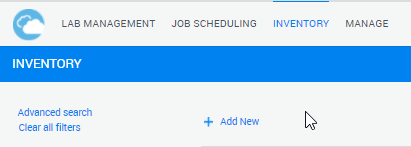 LAB MANAGEMENT JOB SCHEDULING INVENTORY MANAGE
INVENTORY
Advanced search
Clear all filters
+ Add New